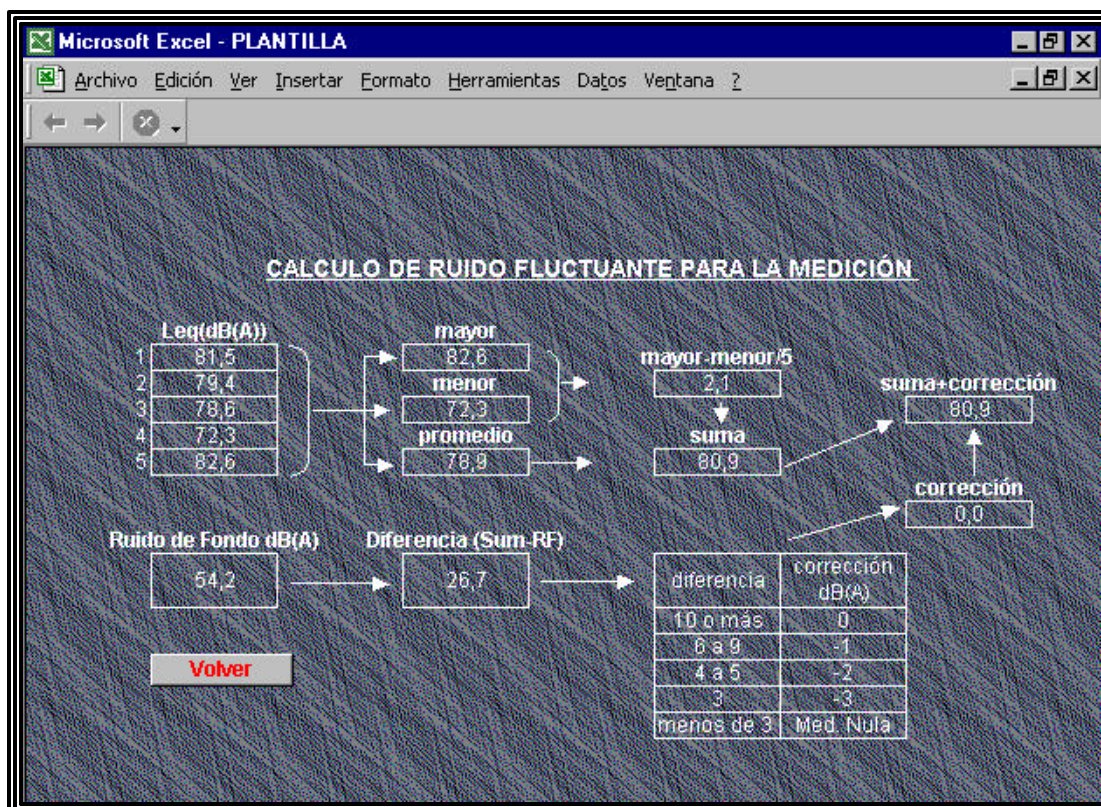 Microsoft Excel - PLANTILLA
Archivo Edición Ver Insertar Formato Herramientas Datos Ventana ?
CALCULO DE RUIDO FLUCTUANTE PARA LA MEDICIÓN
Leq(dB(A))
1 81,5
2 79,4
3 78,6
4 72,3
5 82,6
mayor
82,6
menor
72,3
promedio
78,9
mayor-menor/5
2,1
suma
80,9
suma+corrección
80,9
corrección
0,0
Ruido de Fondo dB(A)
54,2
Diferencia (Sum-RF)
26,7
diferencia corrección dB(A)
10 o más 0
6 a 9 -1
4 a 5 -2
3 -3
menos de 3 Med. Nula
Volver